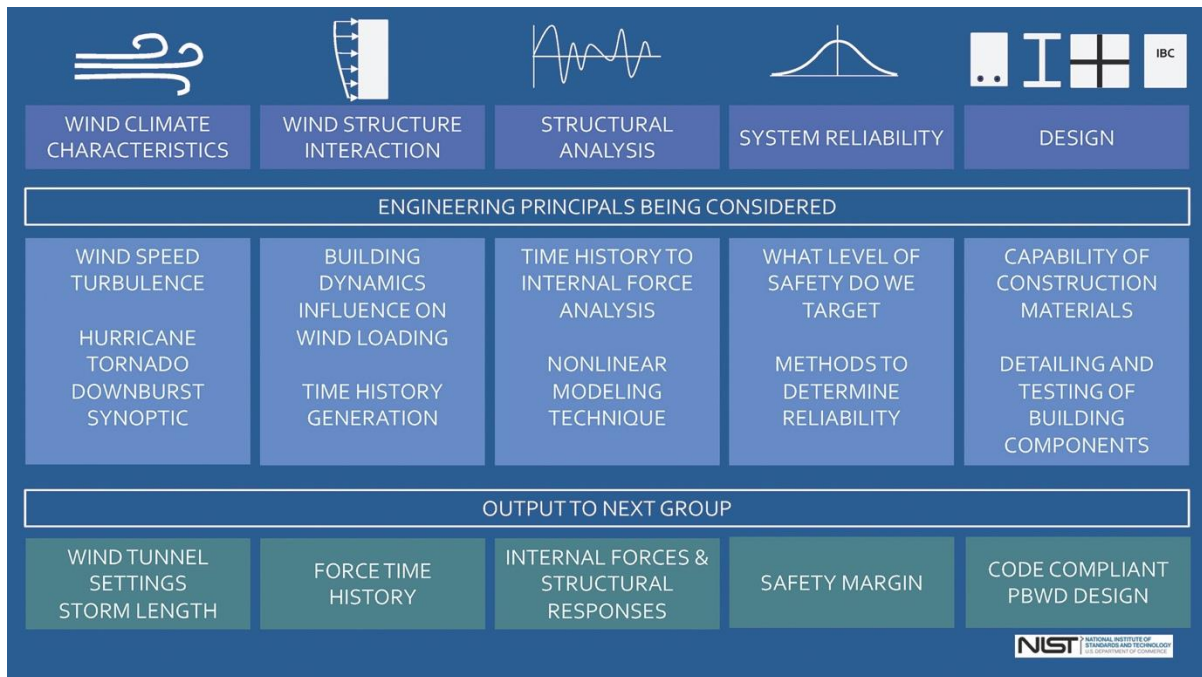 IBC
WIND CLIMATE
CHARACTERISTICS
WIND STRUCTURE
INTERACTION
STRUCTURAL
ANALYSIS
SYSTEM RELIABILITY
DESIGN
ENGINEERING PRINCIPALS BEING CONSIDERED
WIND SPEED
TURBULENCE
HURRICANE
TORNADO
DOWNBURST
SYNOPTIC
BUILDING
DYNAMICS
INFLUENCE ON
WIND LOADING
TIME HISTORY
GENERATION
TIME HISTORY TO
INTERNAL FORCE
ANALYSIS
NONLINEAR
MODELING
TECHNIQUE
WHAT LEVEL OF
SAFETY DO WE
TARGET
METHODS TO
DETERMINE
RELIABILITY
CAPABILITY OF
CONSTRUCTION
MATERIALS
DETAILING AND
TESTING OF
BUILDING
COMPONENTS
OUTPUT TO NEXT GROUP
WIND TUNNEL
SETTINGS
STORM LENGTH
FORCE TIME
HISTORY
INTERNAL FORCES &
STRUCTURAL
RESPONSES
SAFETY MARGIN
CODE COMPLIANT
PBWD DESIGN
NIST
NATIONAL INSTITUTE OF
STANDARDS AND TECHNOLOGY
U.S. DEPARTMENT OF COMMERCE